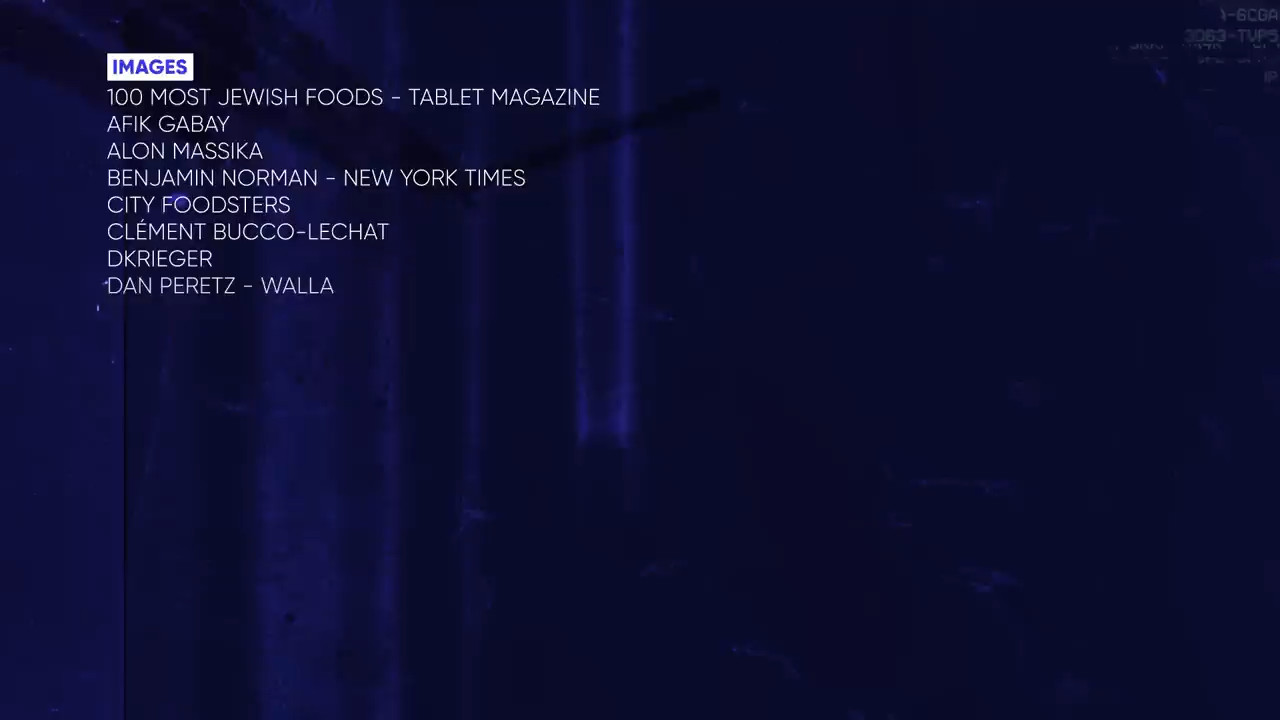 IMAGES
100 MOST JEWISH FOODS - TABLET MAGAZINE
AFIK GABAY
ALON MASSIKA
BENJAMIN NORMAN - NEW YORK TIMES
CITY FOODSTERS
CLÉMENT BUCCO-LECHAT
DKRIEGER
DAN PERETZ - WALLA